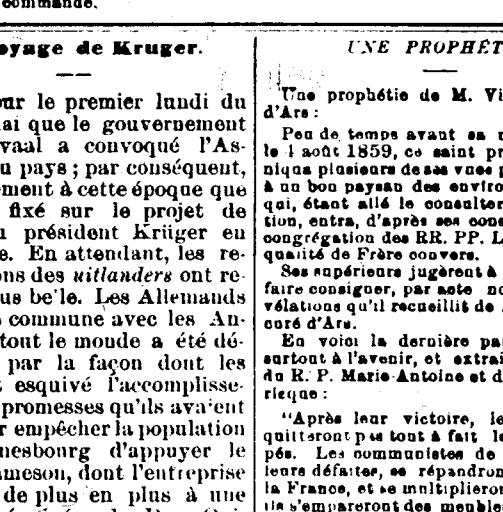 commande.
oyage de Kruger.
our le premier lundi du
ai que le gouvernement
vaal a convoqué l'As-
u pays ; par conséquent,
ement à cette époque que
fixé sur le projet de
u président Krüger en
e. En attendant, les re-
ons des uitlanders ont re-
us be'le. Les Allemands
commune avec les An-
tout le monde a été dé-
par la façon dont les
t esquivé l'accomplisse-
promesses qu'ils avaient
r empêcher la population
nesbourg d'appuyer le
ameson, dont l'entreprise
de plus en plus à une
UNE PROPHÉT
Une prophétie de M. Vi
d'Ars :
Peu de temps avant sa
le 4 août 1859, ce saint pr
niqua plusieurs de ses vues
à un bon paysan des enviro
qui, étant allé le consulter
tion, entra, d'après ses cons
congrégation des RR. PP. L
qualité de Frère convers.
Ses supérieurs jugèrent à
faire consigner, par acte no
vélations qu'il recueillit de
curé d'Ars.
En voici la dernière pa
surtout à l'avenir, et extrai
du R. P. Marie-Antoine et d
rieque :
"Après leur victoire, le
quitteront pas tout à fait l
pés. Les communistes de
leurs défaites, se répandron
la France, et se multiplieron
ils s'empareront des meuble